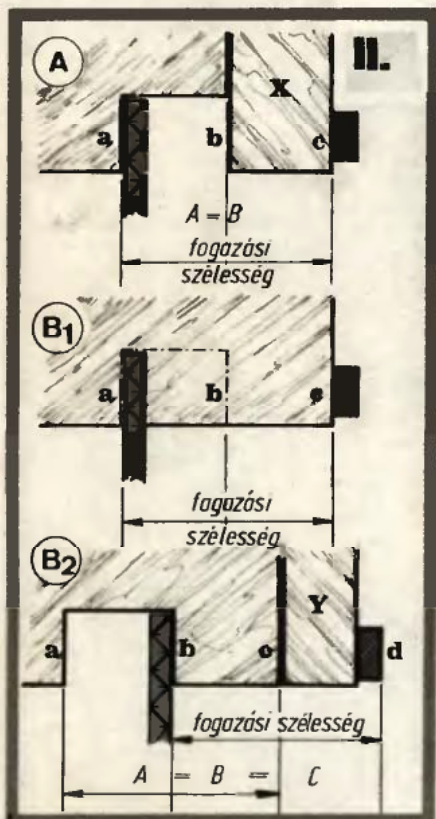 A
II.
X
a b c
A = B
fogazási
szélesség
B1
a b c
fogazási
szélesség
B2
Y
a b c d
fogazási szélesség
A = B = C